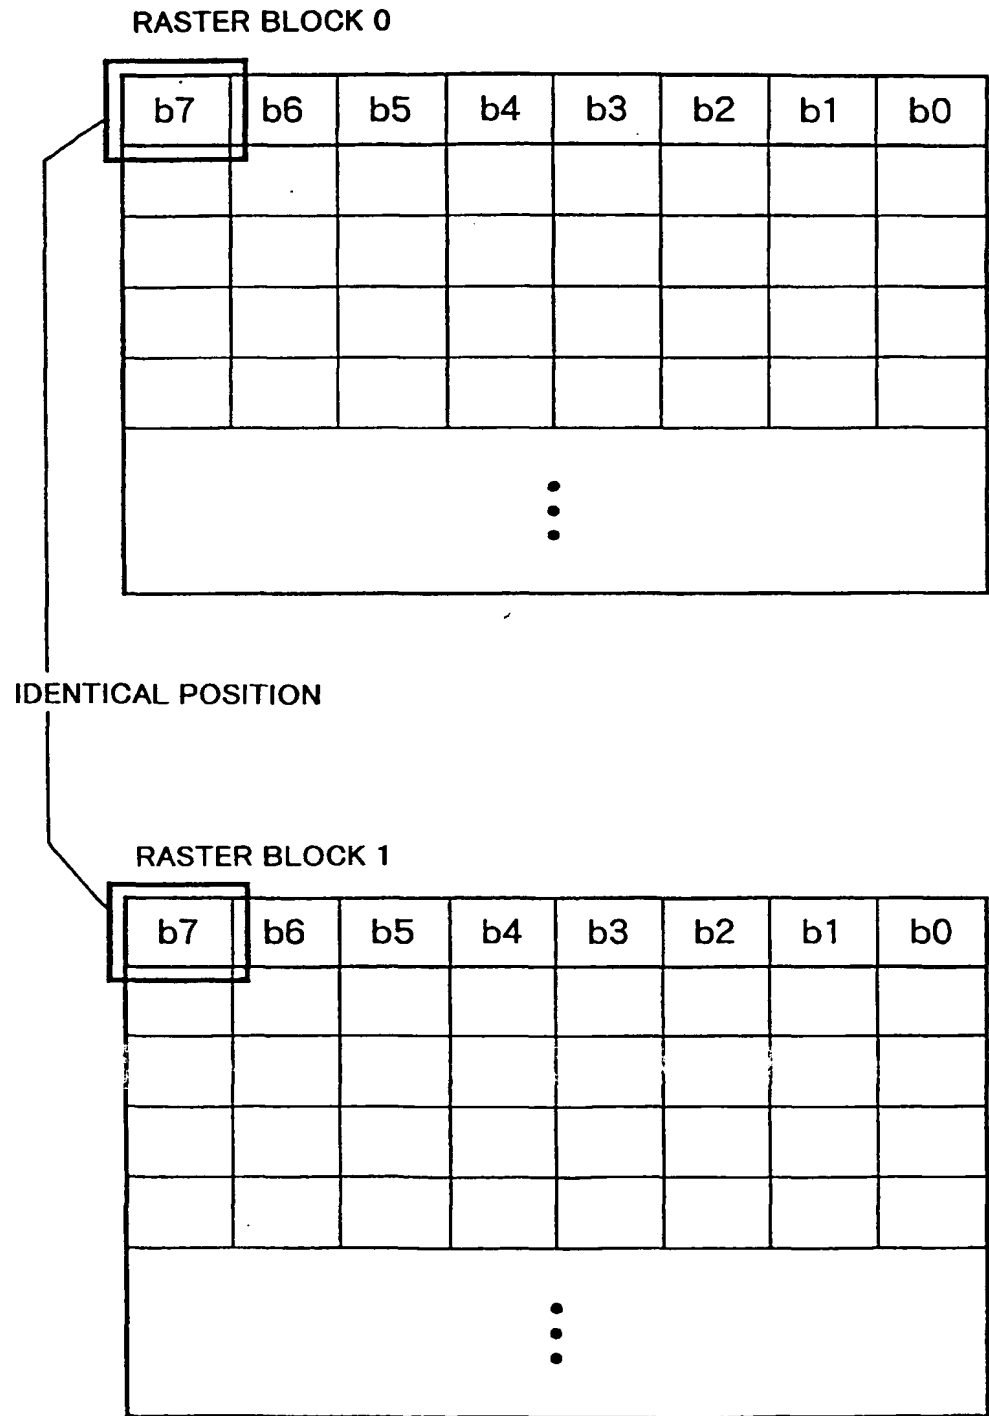 RASTER BLOCK 0
b7 b6 b5 b4 b3 b2 b1 b0
IDENTICAL POSITION
RASTER BLOCK 1
b7 b6 b5 b4 b3 b2 b1 b0